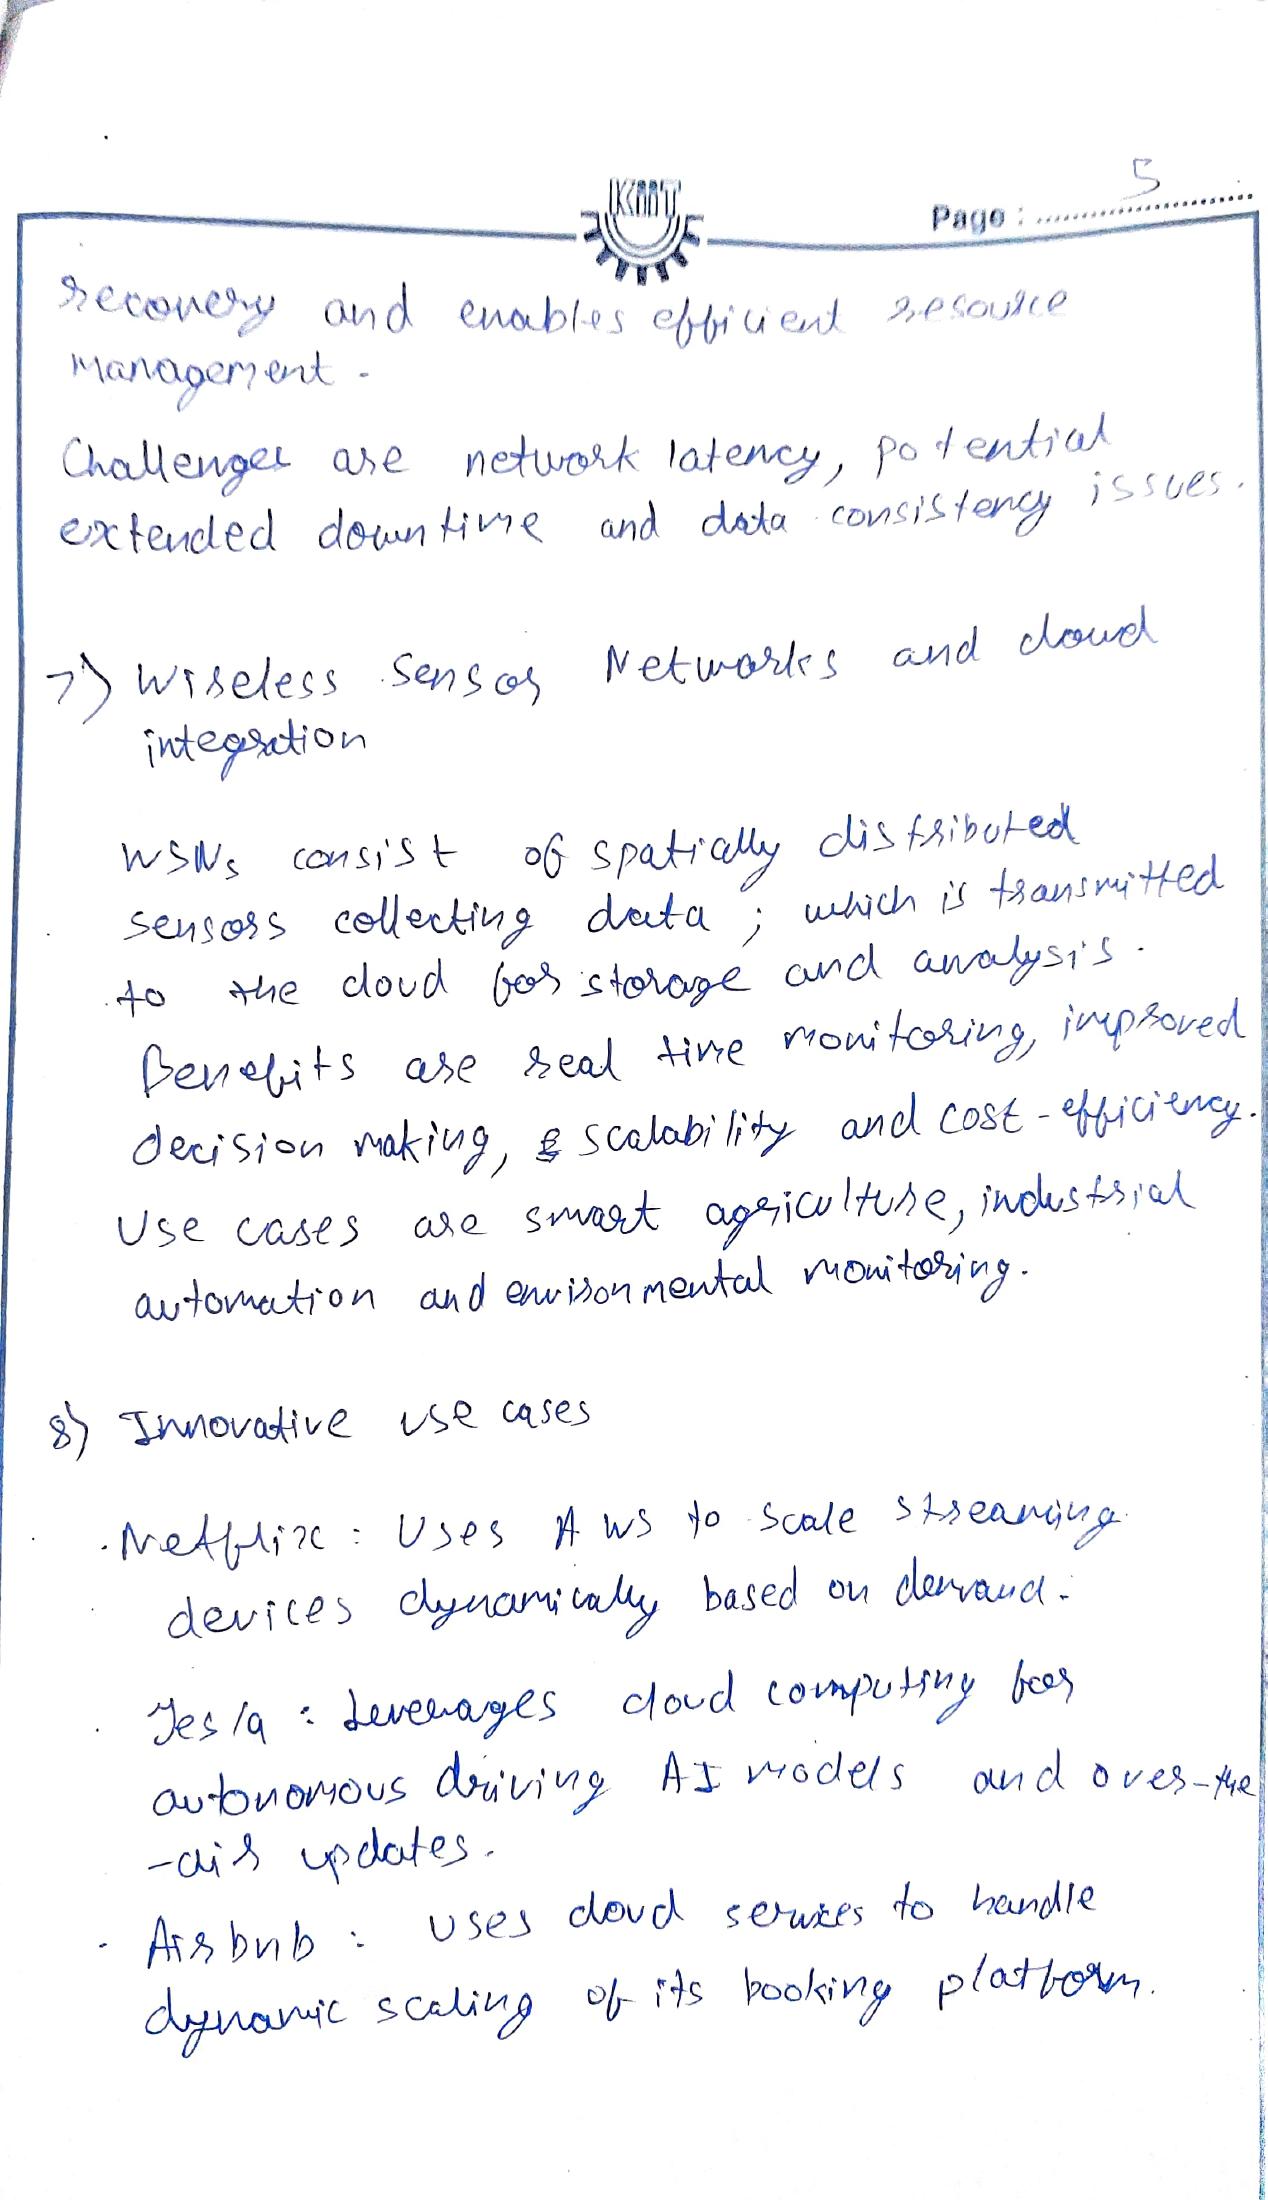 KMT
Page : 5
recovery and enables efficient resource
management.
Challenges are network latency, potential
extended downtime and data consistency issues.
7) Wireless Sensor Networks and cloud
integration
WSNs consist of spatially distributed
sensors collecting data ; which is transmitted
to the cloud for storage and analysis.
Benefits are real time monitoring, improved
decision making, scalability and cost-efficiency.
Use cases are smart agriculture, industrial
automation and environmental monitoring.
8) Innovative use cases
. Netflix : Uses AWS to scale streaming
devices dynamically based on demand.
. Tesla : Leverages cloud computing for
autonomous driving AI models and over-the
-air updates.
. Airbnb : Uses cloud services to handle
dynamic scaling of its booking platform.